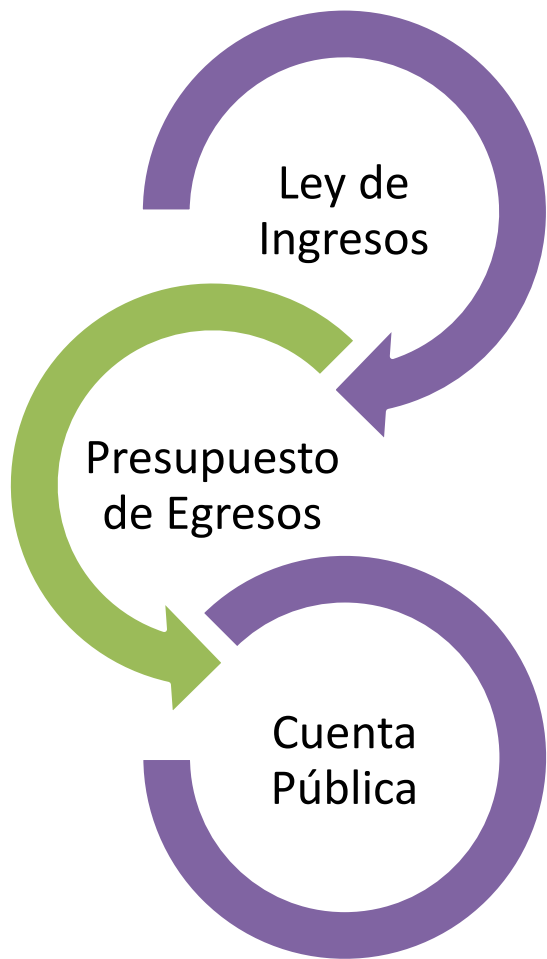 Ley de
Ingresos
Presupuesto
de Egresos
Cuenta
Pública